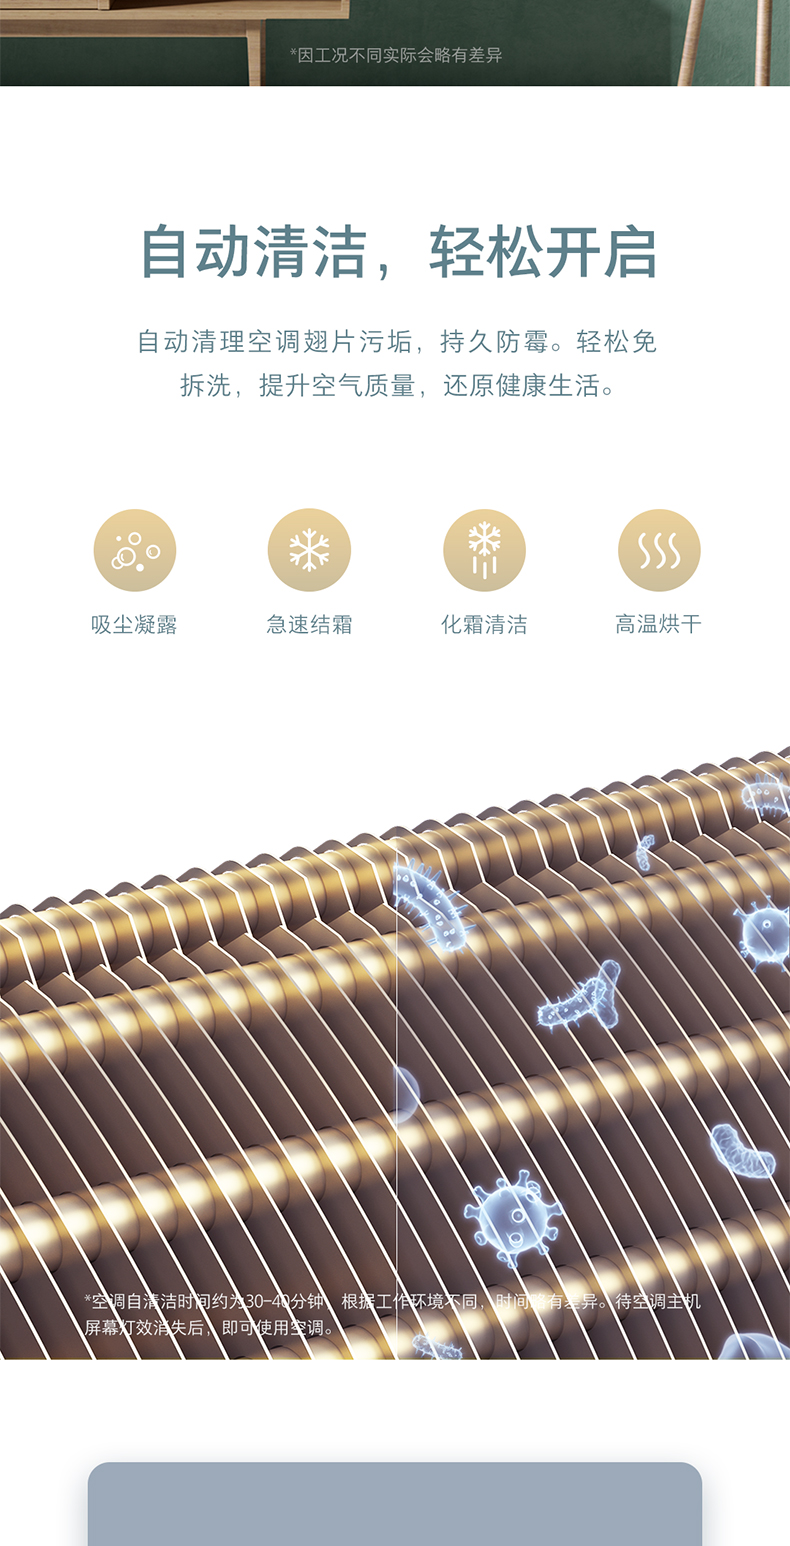 *因工况不同实际会略有差异
自动清洁，轻松开启
自动清理空调翅片污垢，持久防霉。轻松免
拆洗，提升空气质量，还原健康生活。
吸尘凝露
急速结霜
化霜清洁
高温烘干
*空调自清洁时间约为30-40分钟，根据工作环境不同，时间略有差异。待空调主机
屏幕灯效消失后，即可使用空调。